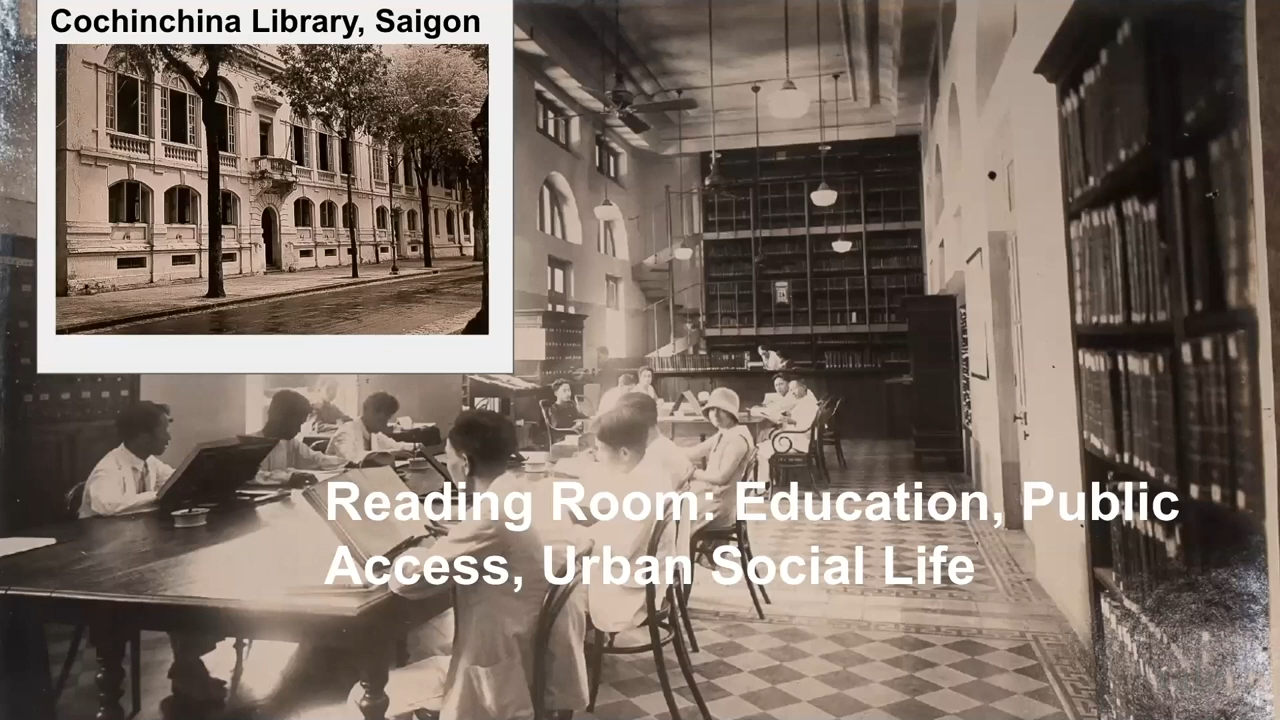 Cochinchina Library, Saigon
Reading Room: Education, Public
Access, Urban Social Life